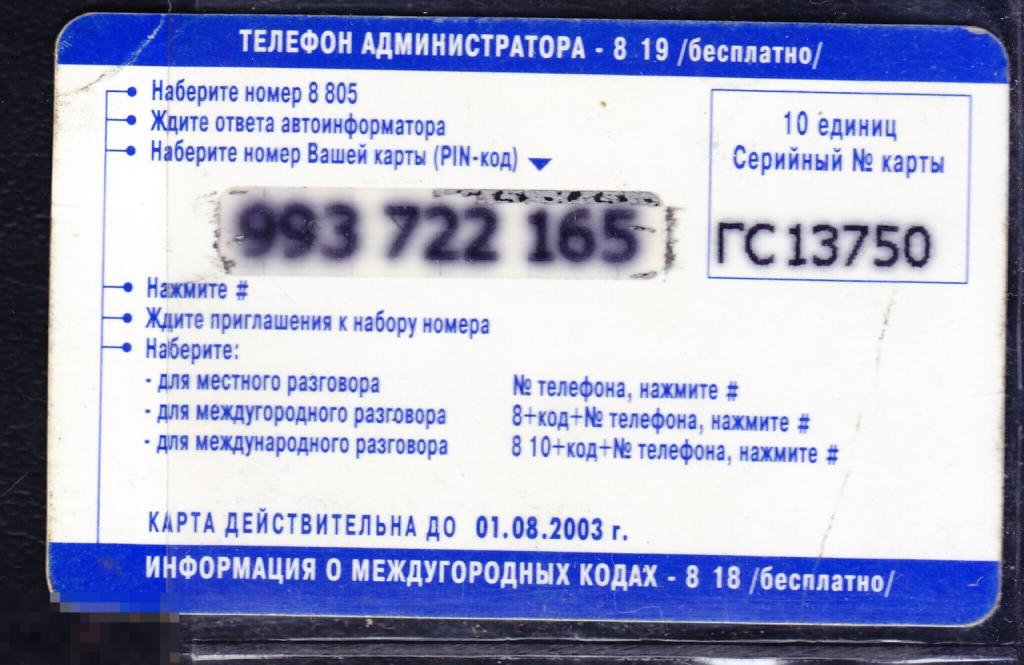 ТЕЛЕФОН АДМИНИСТРАТОРА - 8 19 /бесплатно/
Наберите номер 8 805
Ждите ответа автоинформатора
Наберите номер Вашей карты (PIN-код)
993 722 165
10 единиц
Серийный № карты
ГС13750
Нажмите #
Ждите приглашения к набору номера
Наберите:
- для местного разговора № телефона, нажмите #
- для междугородного разговора 8+код+№ телефона, нажмите #
- для международного разговора 8 10+код+№ телефона, нажмите #
КАРТА ДЕЙСТВИТЕЛЬНА ДО 01.08.2003 г.
ИНФОРМАЦИЯ О МЕЖДУГОРОДНЫХ КОДАХ - 8 18 /бесплатно/